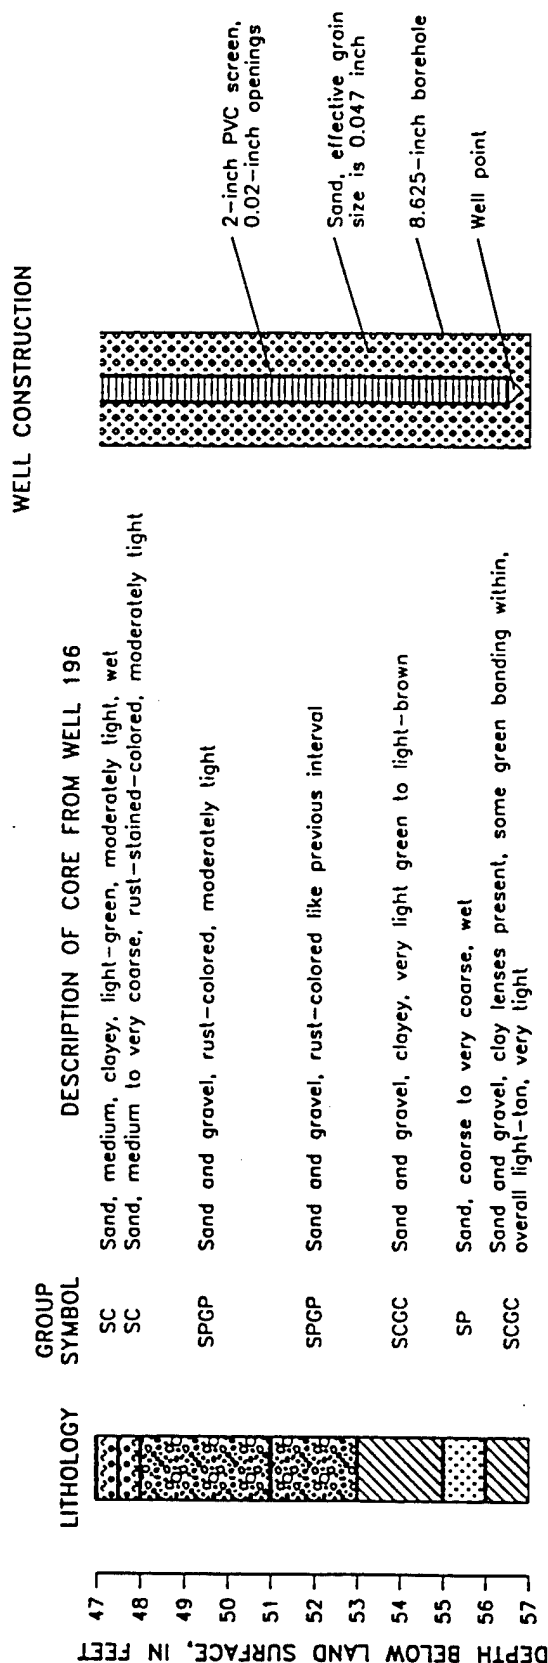 WELL CONSTRUCTION
2-inch PVC screen,
0.02-inch openings
Sand, effective grain
size is 0.047 inch
8.625-inch borehole
Well point
DESCRIPTION OF CORE FROM WELL 196
Sand, medium, clayey, light-green, moderately tight, wet
Sand, medium to very coarse, rust-stained-colored, moderately tight
Sand and gravel, rust-colored, moderately tight
Sand and gravel, rust-colored like previous interval
Sand and gravel, clayey, very light green to light-brown
Sand, coarse to very coarse, wet
Sand and gravel, clay lenses present, some green banding within,
overall light-tan, very tight
GROUP
SYMBOL
SC
SC
SPGP
SPGP
SCGC
SP
SCGC
LITHOLOGY
47
48
49
50
51
52
53
54
55
56
57
DEPTH BELOW LAND SURFACE, IN FEET